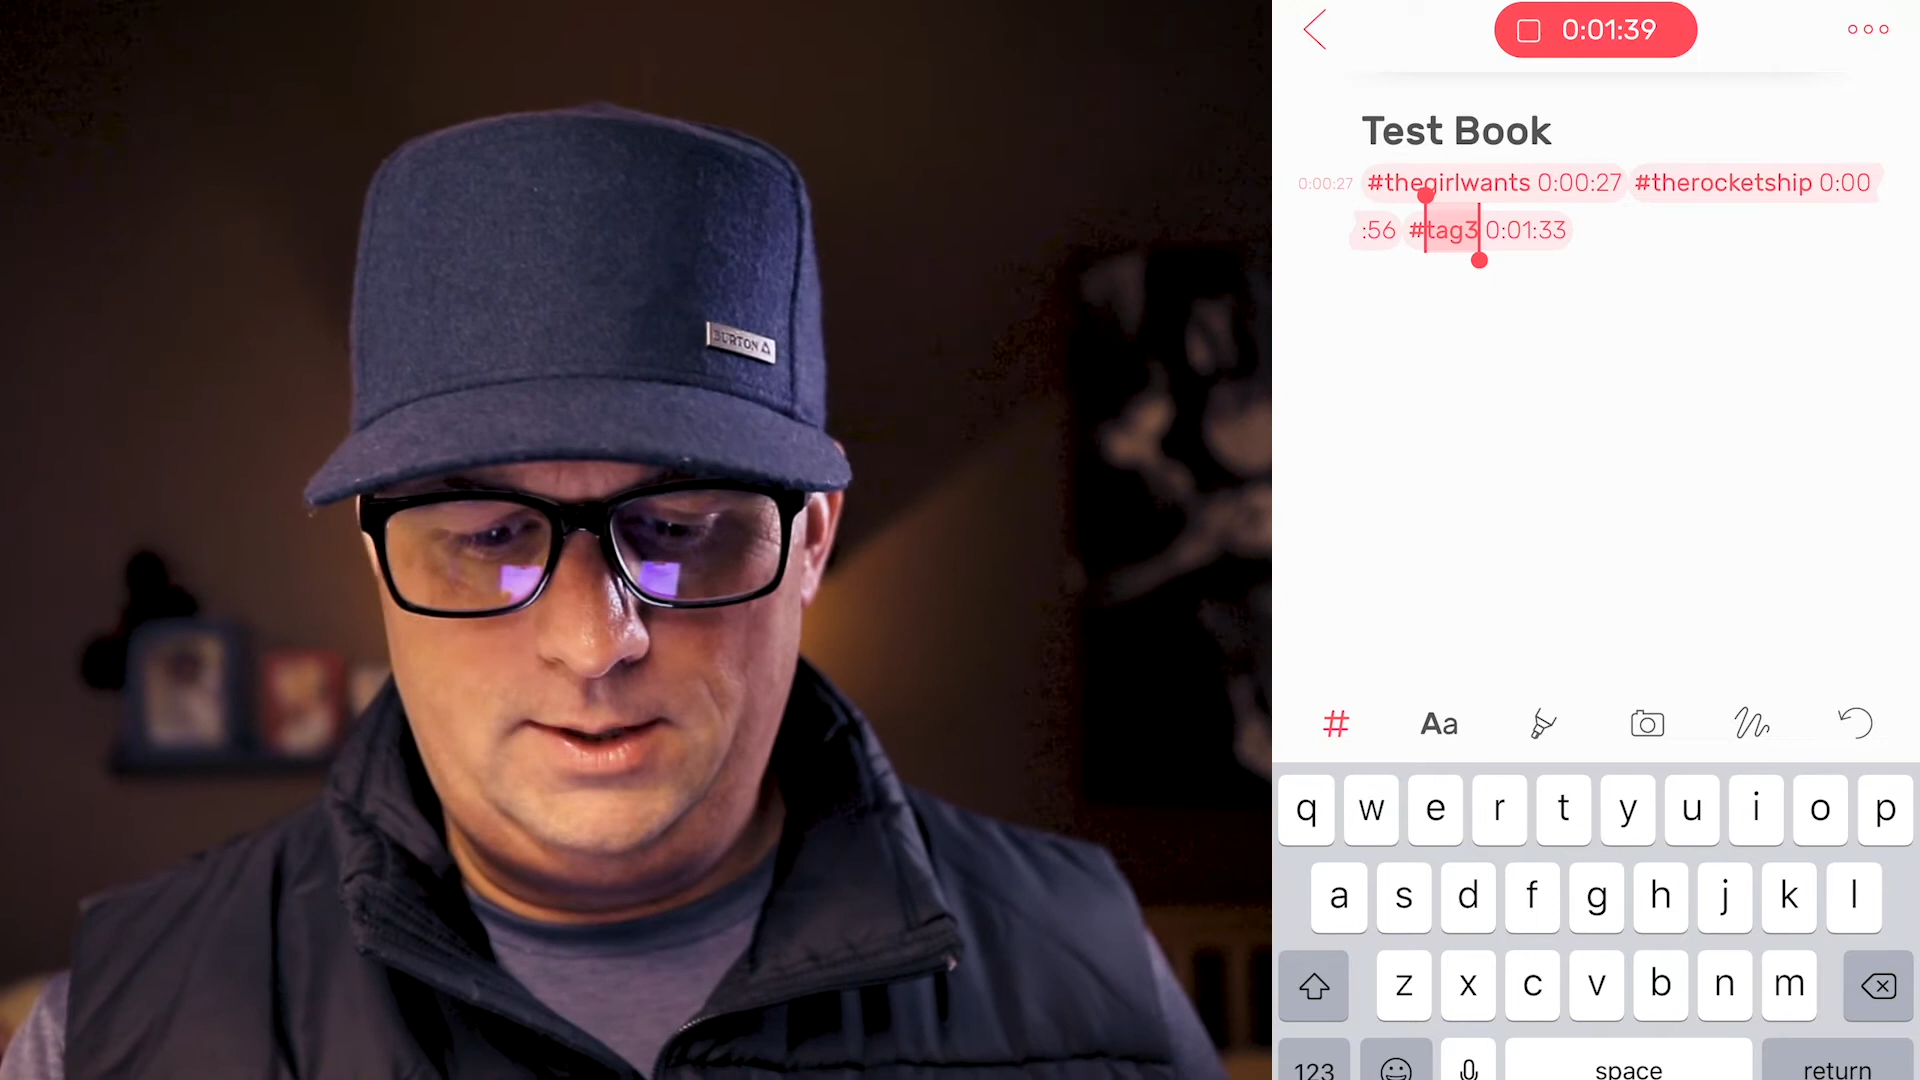 BURTON
0:01:39
Test Book
0:00:27 #thegirlwants 0:00:27 #therocketship 0:00
:56 #tag3 0:01:33
# Aa
q w e r t y u i o p
a s d f g h j k l
z x c v b n m
123 space return